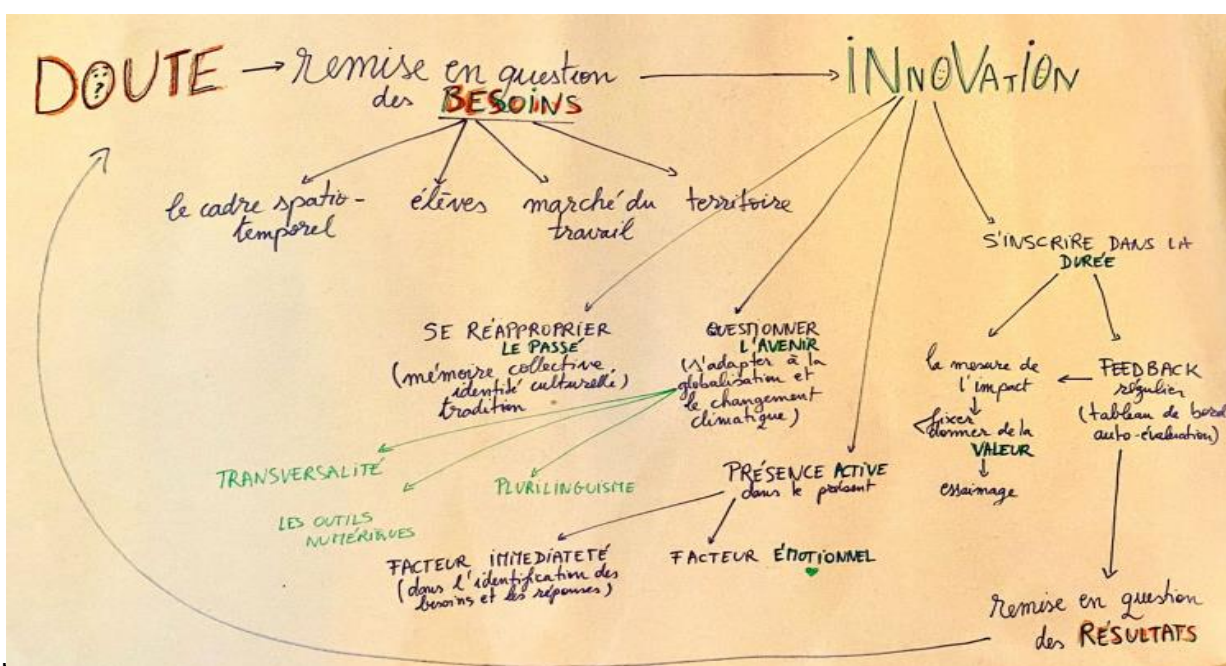 DOUTE
remise en question
des BESOINS
INNOVATION
le cadre spatio-
temporel
élèves
marché du
travail
territoire
S'INSCRIRE DANS LA
DURÉE
SE RÉAPPROPRIER
LE PASSÉ
(mémoire collective
identité culturelle)
tradition
QUESTIONNER
L'AVENIR
(s'adapter à la
globalisation et
le changement
climatique)
la mesure de
l'impact
fixer
donner de la
VALEUR
essaimage
FEEDBACK
régulier
(tableau de bord
auto-évaluation)
TRANSVERSALITÉ
LES OUTILS
NUMÉRIQUES
PLURILINGUISME
PRÉSENCE ACTIVE
dans le présent
FACTEUR IMMÉDIATETÉ
(dans l'identification des
besoins et les réponses)
FACTEUR ÉMOTIONNEL
remise en question
des RÉSULTATS